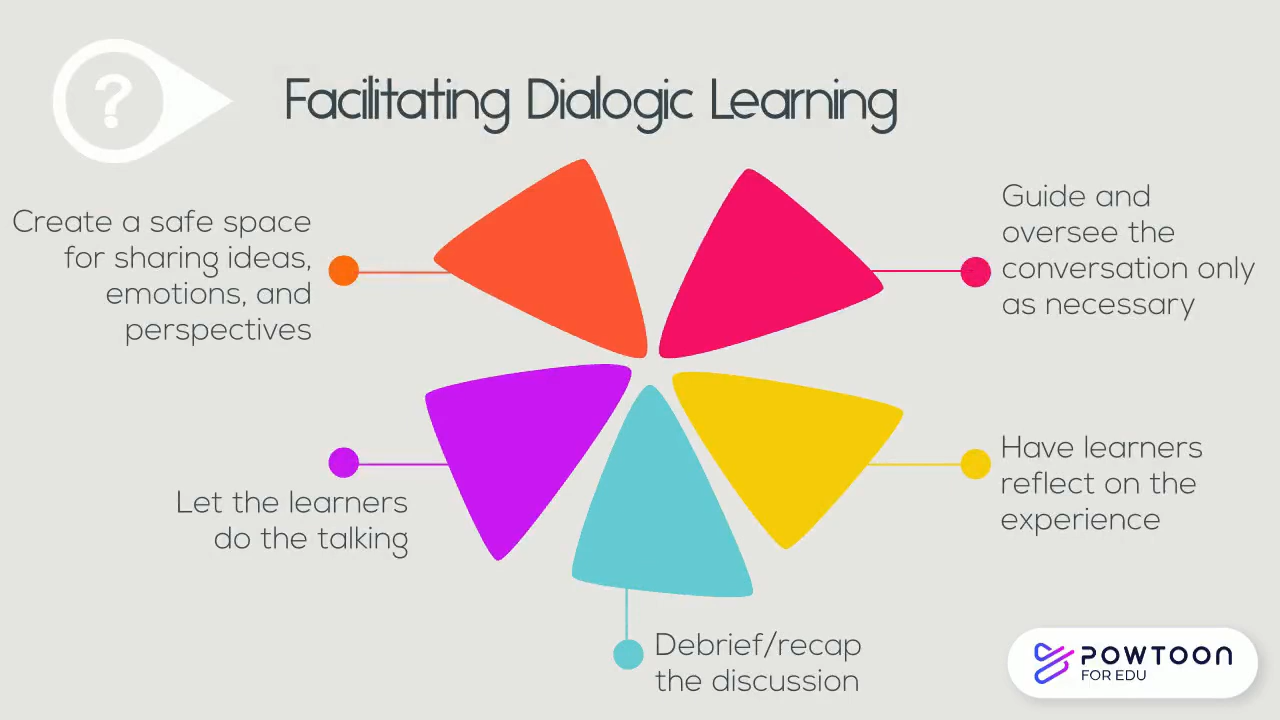 ?
Facilitating Dialogic Learning
Create a safe space
for sharing ideas,
emotions, and
perspectives
Guide and
oversee the
conversation only
as necessary
Let the learners
do the talking
Have learners
reflect on the
experience
Debrief/recap
the discussion
POWTOON
FOR EDU